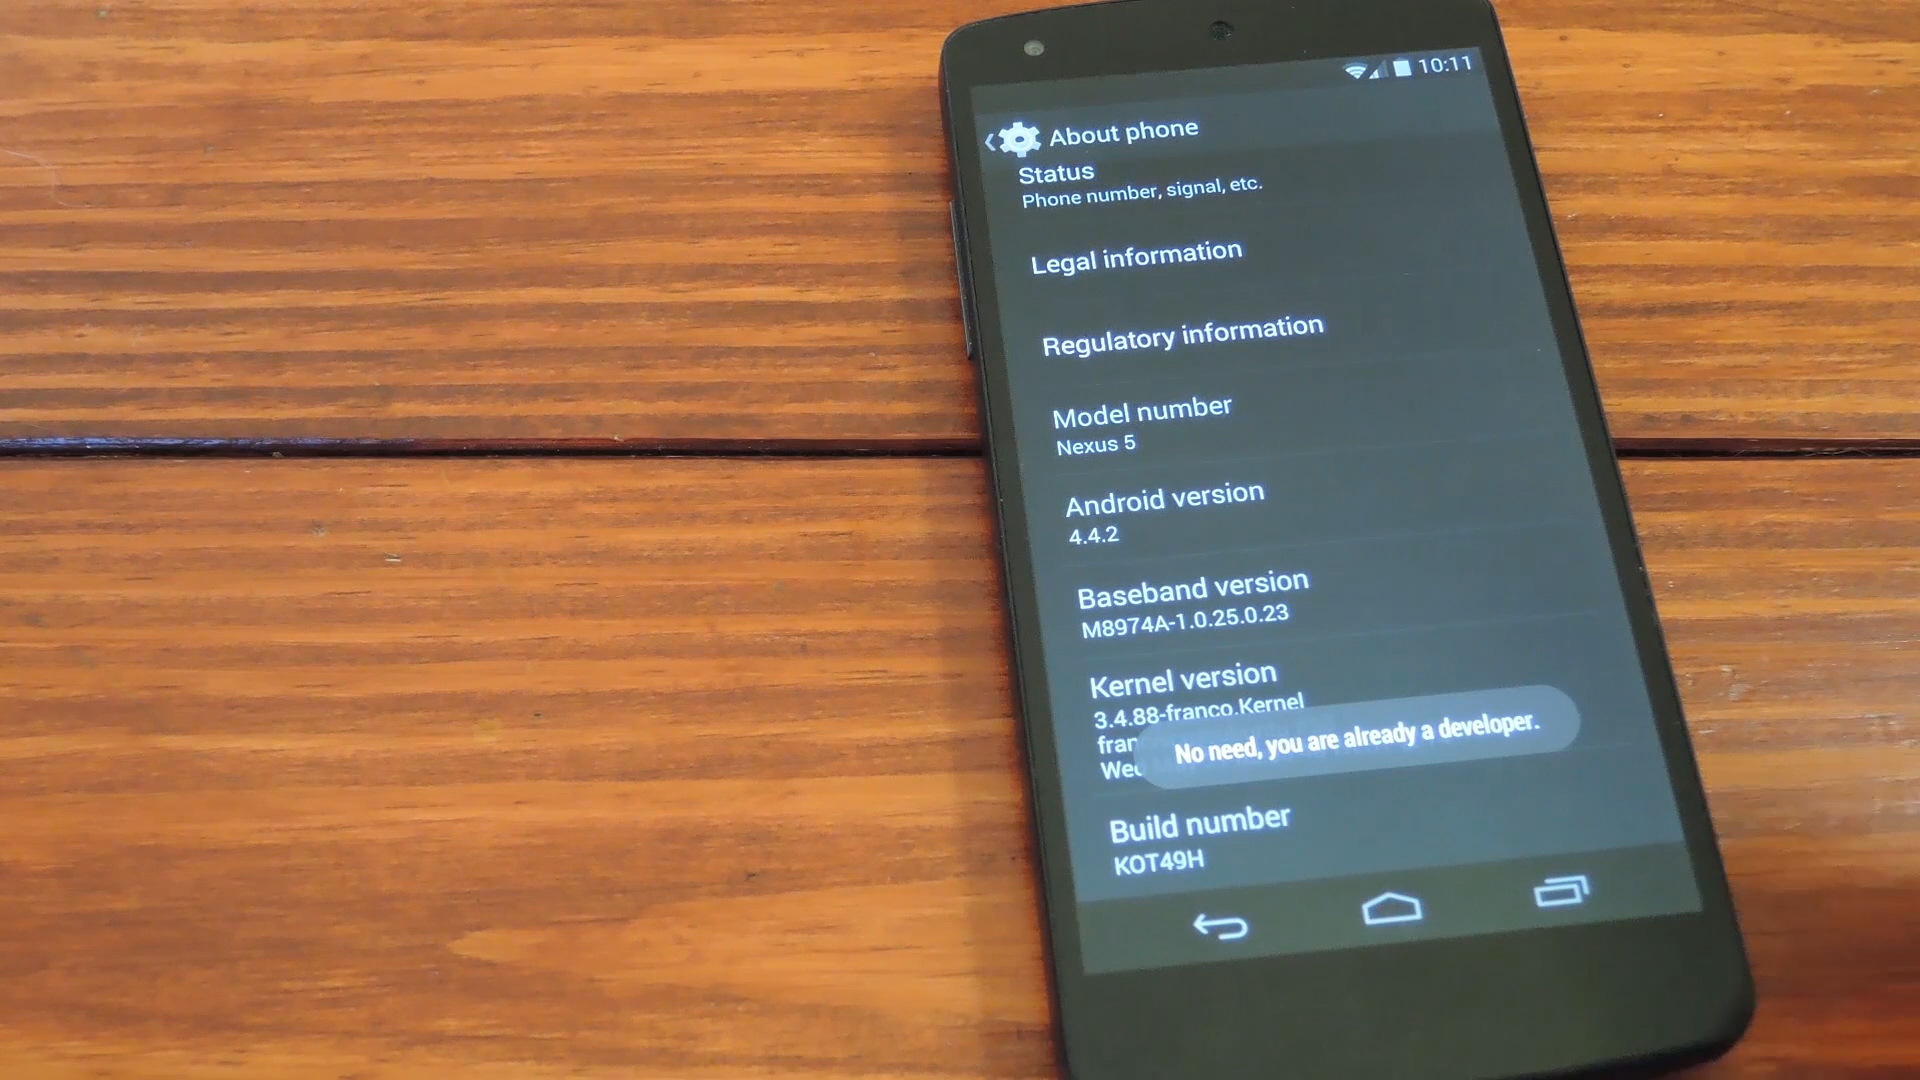 10:11
About phone
Status
Phone number, signal, etc.
Legal information
Regulatory information
Model number
Nexus 5
Android version
4.4.2
Baseband version
M8974A-1.0.25.0.23
Kernel version
3.4.88-franco.Kernel
No need, you are already a developer.
Build number
KOT49H